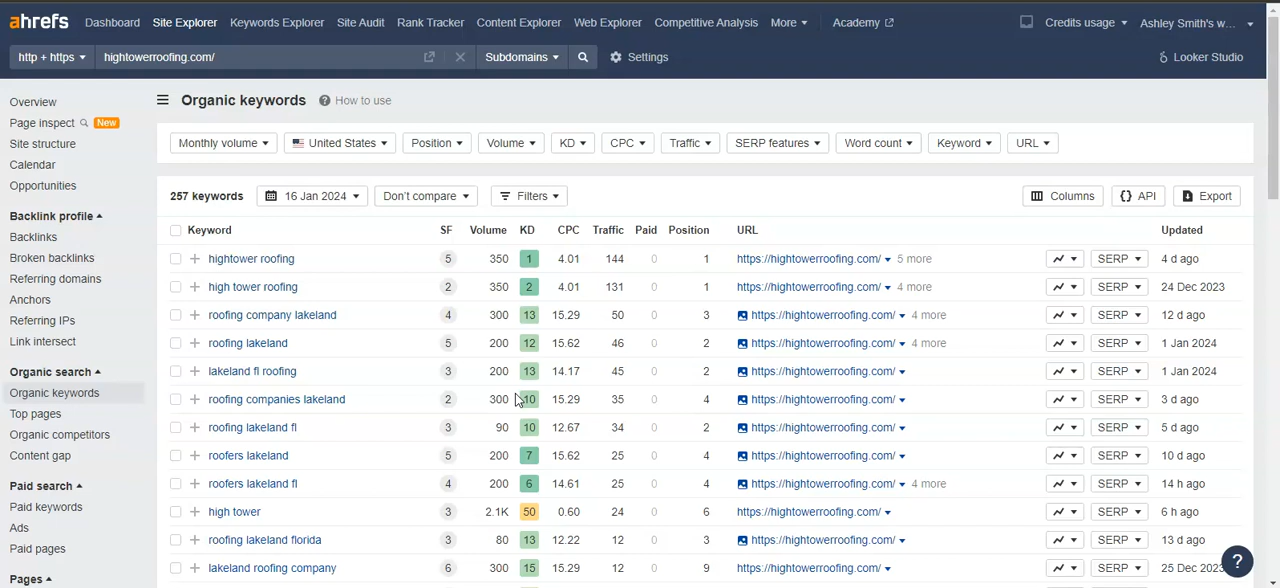 ahrefs Dashboard Site Explorer Keywords Explorer Site Audit Rank Tracker Content Explorer Web Explorer Competitive Analysis More Academy Credits usage Ashley Smith's w...
http + https hightowerroofing.com/ Subdomains Settings Looker Studio
Overview
Page inspect New
Site structure
Calendar
Opportunities
Backlink profile
Backlinks
Broken backlinks
Referring domains
Anchors
Referring IPs
Link intersect
Organic search
Organic keywords
Top pages
Organic competitors
Content gap
Paid search
Paid keywords
Ads
Paid pages
Pages
Organic keywords ? How to use
Monthly volume United States Position Volume KD CPC Traffic SERP features Word count Keyword URL
257 keywords 16 Jan 2024 Don't compare Filters Columns {} API Export
Keyword SF Volume KD CPC Traffic Paid Position URL Updated
hightower roofing 5 350 1 4.01 144 0 1 https://hightowerroofing.com/ 5 more SERP 4 d ago
high tower roofing 2 350 2 4.01 131 0 1 https://hightowerroofing.com/ 4 more SERP 24 Dec 2023
roofing company lakeland 4 300 13 15.29 50 0 3 https://hightowerroofing.com/ 4 more SERP 12 d ago
roofing lakeland 5 200 12 15.62 46 0 2 https://hightowerroofing.com/ 4 more SERP 1 Jan 2024
lakeland fl roofing 3 200 13 14.17 45 0 2 https://hightowerroofing.com/ SERP 1 Jan 2024
roofing companies lakeland 2 300 10 15.29 35 0 4 https://hightowerroofing.com/ SERP 3 d ago
roofing lakeland fl 3 90 10 12.67 34 0 2 https://hightowerroofing.com/ SERP 5 d ago
roofers lakeland 5 200 7 15.62 25 0 4 https://hightowerroofing.com/ SERP 10 d ago
roofers lakeland fl 4 200 6 14.61 25 0 4 https://hightowerroofing.com/ 4 more SERP 14 h ago
high tower 3 2.1K 50 0.60 24 0 6 https://hightowerroofing.com/ SERP 6 h ago
roofing lakeland florida 3 80 13 12.22 12 0 3 https://hightowerroofing.com/ SERP 13 d ago
lakeland roofing company 6 300 15 15.29 12 0 9 https://hightowerroofing.com/ SERP 25 Dec 2023
?